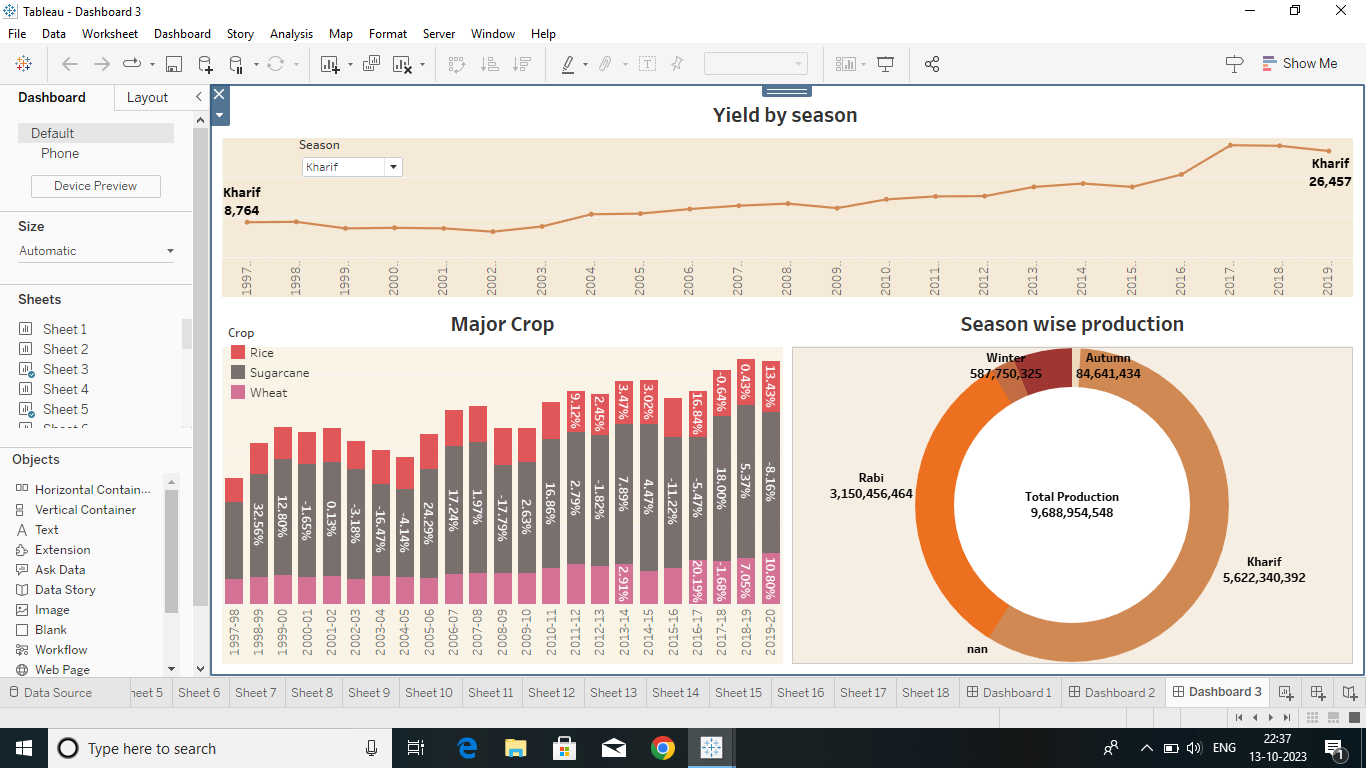 Tableau - Dashboard 3
File Data Worksheet Dashboard Story Analysis Map Format Server Window Help
Show Me
Dashboard Layout
Default
Phone
Device Preview
Size
Automatic
Sheets
Sheet 1
Sheet 2
Sheet 3
Sheet 4
Sheet 5
Objects
Horizontal Contain...
Vertical Container
Text
Extension
Ask Data
Data Story
Image
Blank
Workflow
Web Page
Yield by season
Season
Kharif
Kharif
8,764
Kharif
26,457
1997.. 1998.. 1999.. 2000.. 2001.. 2002.. 2003.. 2004.. 2005.. 2006.. 2007.. 2008.. 2009.. 2010.. 2011.. 2012.. 2013.. 2014.. 2015.. 2016.. 2017.. 2018.. 2019..
Major Crop
Crop
Rice
Sugarcane
Wheat
9.12% 2.45% 3.47% 3.02% 16.84% -0.64% 0.43% 13.43%
32.56% 12.80% -1.65% 0.13% -3.18% -16.47% -4.14% 24.29% 17.24% 1.97% -17.79% 2.63% 16.86% 2.79% -1.82% 7.89% 4.47% -11.22% -5.47% 18.00% 5.37% -8.16%
2.91% 20.19% -1.68% 7.05% 10.80%
1997-98 1998-99 1999-00 2000-01 2001-02 2002-03 2003-04 2004-05 2005-06 2006-07 2007-08 2008-09 2009-10 2010-11 2011-12 2012-13 2013-14 2014-15 2015-16 2016-17 2017-18 2018-19 2019-20
Season wise production
Winter
587,750,325
Autumn
84,641,434
Rabi
3,150,456,464
Total Production
9,688,954,548
Kharif
5,622,340,392
nan
Data Source heet 5 Sheet 6 Sheet 7 Sheet 8 Sheet 9 Sheet 10 Sheet 11 Sheet 12 Sheet 13 Sheet 14 Sheet 15 Sheet 16 Sheet 17 Sheet 18 Dashboard 1 Dashboard 2 Dashboard 3
Type here to search
ENG
22:37
13-10-2023
1